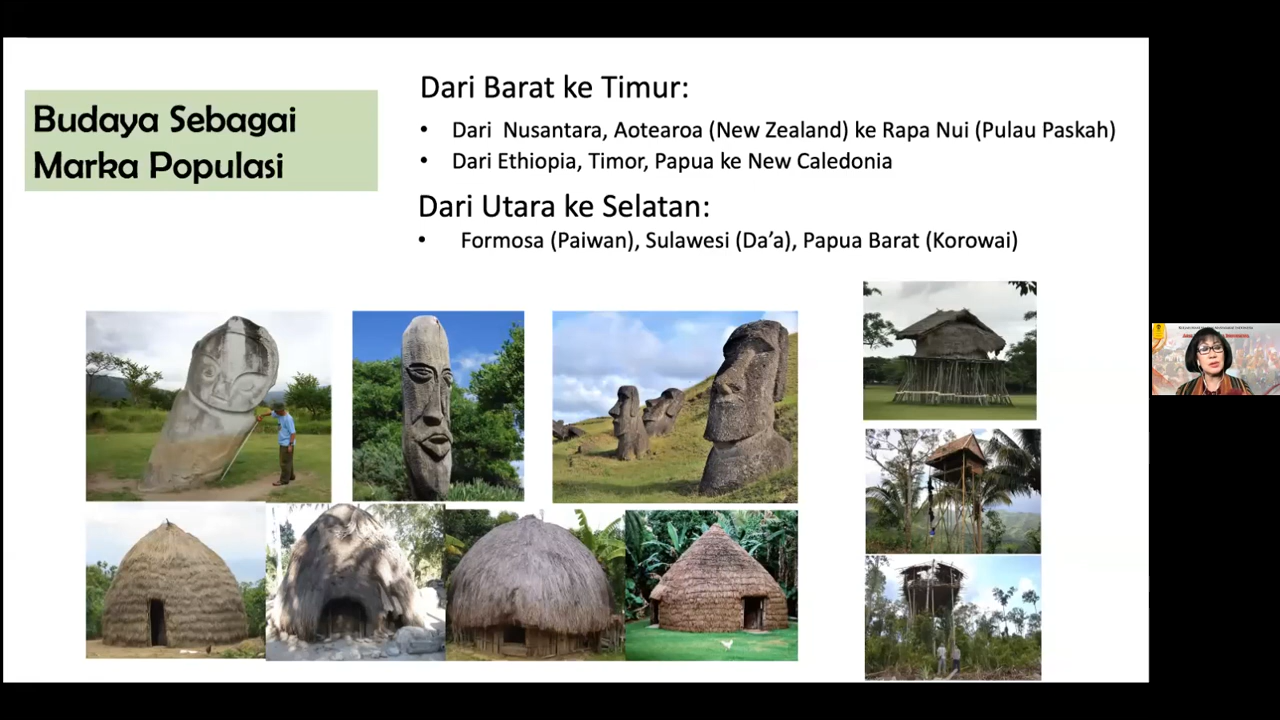 Budaya Sebagai
Marka Populasi
Dari Barat ke Timur:
• Dari Nusantara, Aotearoa (New Zealand) ke Rapa Nui (Pulau Paskah)
• Dari Ethiopia, Timor, Papua ke New Caledonia
Dari Utara ke Selatan:
• Formosa (Paiwan), Sulawesi (Da’a), Papua Barat (Korowai)